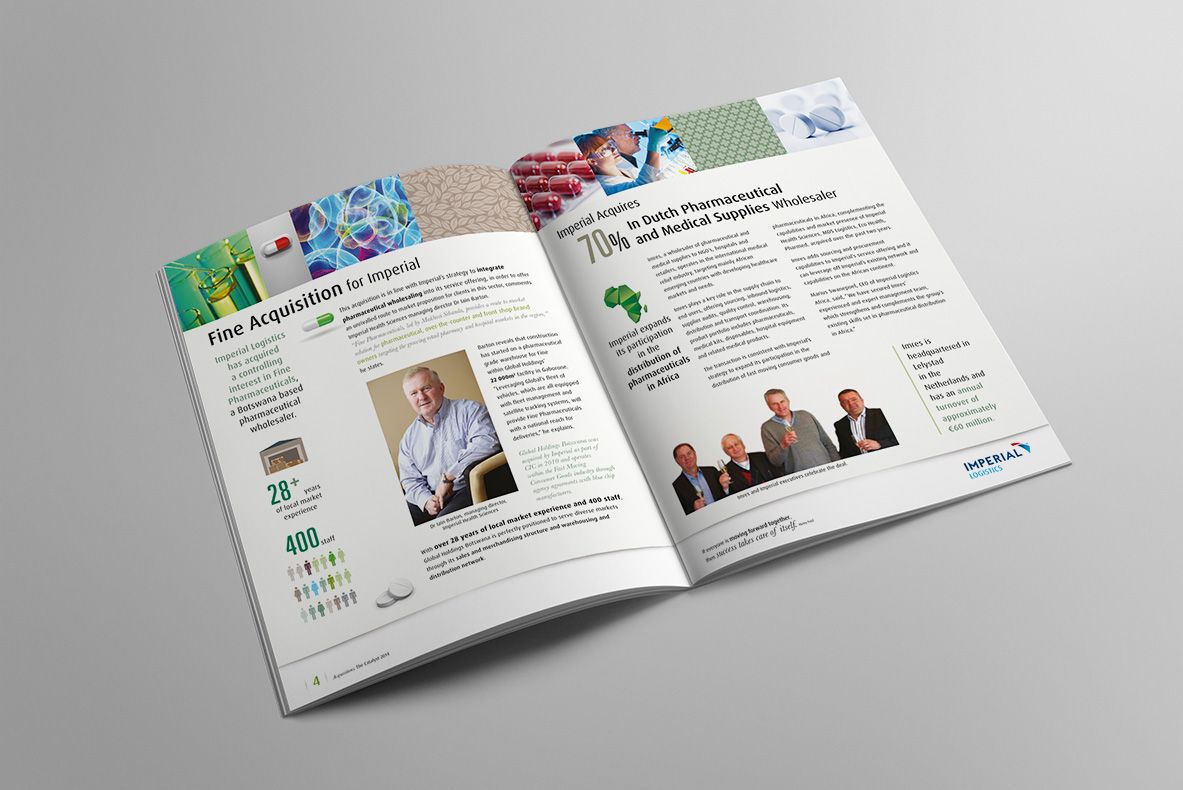 Fine Acquisition for Imperial
Imperial Logistics
has acquired
a controlling
interest in Fine
Pharmaceuticals,
a Botswana based
pharmaceutical
wholesaler.
28+ years
of local market
experience
400 staff
This acquisition is in line with Imperial's strategy to integrate
pharmaceutical wholesaling into its service offering, in order to offer
an unrivalled route to market proposition for clients in this sector, comments
Imperial Health Sciences managing director Dr Iain Barton.
"Fine Pharmaceuticals, led by Malebesi Sibanda, provides a route to market
solution for pharmaceutical, over-the-counter and front shop brand
owners targeting the growing retail pharmacy and hospital markets in the region,"
he states.
Barton reveals that construction
has started on a pharmaceutical
grade warehouse for Fine
within Global Holdings'
22 000m² facility in Gaborone.
"Leveraging Global's fleet of
vehicles, which are all equipped
with fleet management and
satellite tracking systems, will
provide Fine Pharmaceuticals
with a national reach for
deliveries," he explains.
Global Holdings Botswana was
acquired by Imperial as part of
CIC in 2010 and operates
within the Fast Moving
Consumer Goods industry through
agency agreements with blue chip
manufacturers.
Dr Iain Barton, managing director,
Imperial Health Sciences
With over 28 years of local market experience and 400 staff,
Global Holdings Botswana is perfectly positioned to serve diverse markets
through its sales and merchandising structure and warehousing and
distribution network.
4 Acquisitions The Catalyst 2014
Imperial Acquires
70% In Dutch Pharmaceutical
and Medical Supplies Wholesaler
Imperial expands
its participation
in the
distribution of
pharmaceuticals
in Africa
Imres, a wholesaler of pharmaceutical and
medical supplies to NGO's, hospitals and
retailers, operates in the international medical
relief industry, targeting mainly African
emerging countries with developing healthcare
markets and needs.
Imres plays a key role in the supply chain to
end users, offering sourcing, inbound logistics,
supplier audits, quality control, warehousing,
distribution and transport coordination. Its
product portfolio includes pharmaceuticals,
medical kits, disposables, hospital equipment
and related medical products.
The transaction is consistent with Imperial's
strategy to expand its participation in the
distribution of fast moving consumer goods and
pharmaceuticals in Africa, complementing the
capabilities and market presence of Imperial
Health Sciences, MDS Logistics, Eco Health,
Pharmed, acquired over the past two years.
Imres adds sourcing and procurement
capabilities to Imperial's service offering and it
can leverage off Imperial's existing network and
capabilities on the African continent.
Marius Swanepoel, CEO of Imperial Logistics
Africa, said, "We have secured Imres'
experienced and expert management team,
which strengthens and complements the group's
existing skills set in pharmaceutical distribution
in Africa."
Imres is
headquartered in
Lelystad
in the
Netherlands and
has an annual
turnover of
approximately
€60 million.
Imres and Imperial executives celebrate the deal.
IMPERIAL
LOGISTICS
If everyone is moving forward together,
then success takes care of itself. Henry Ford